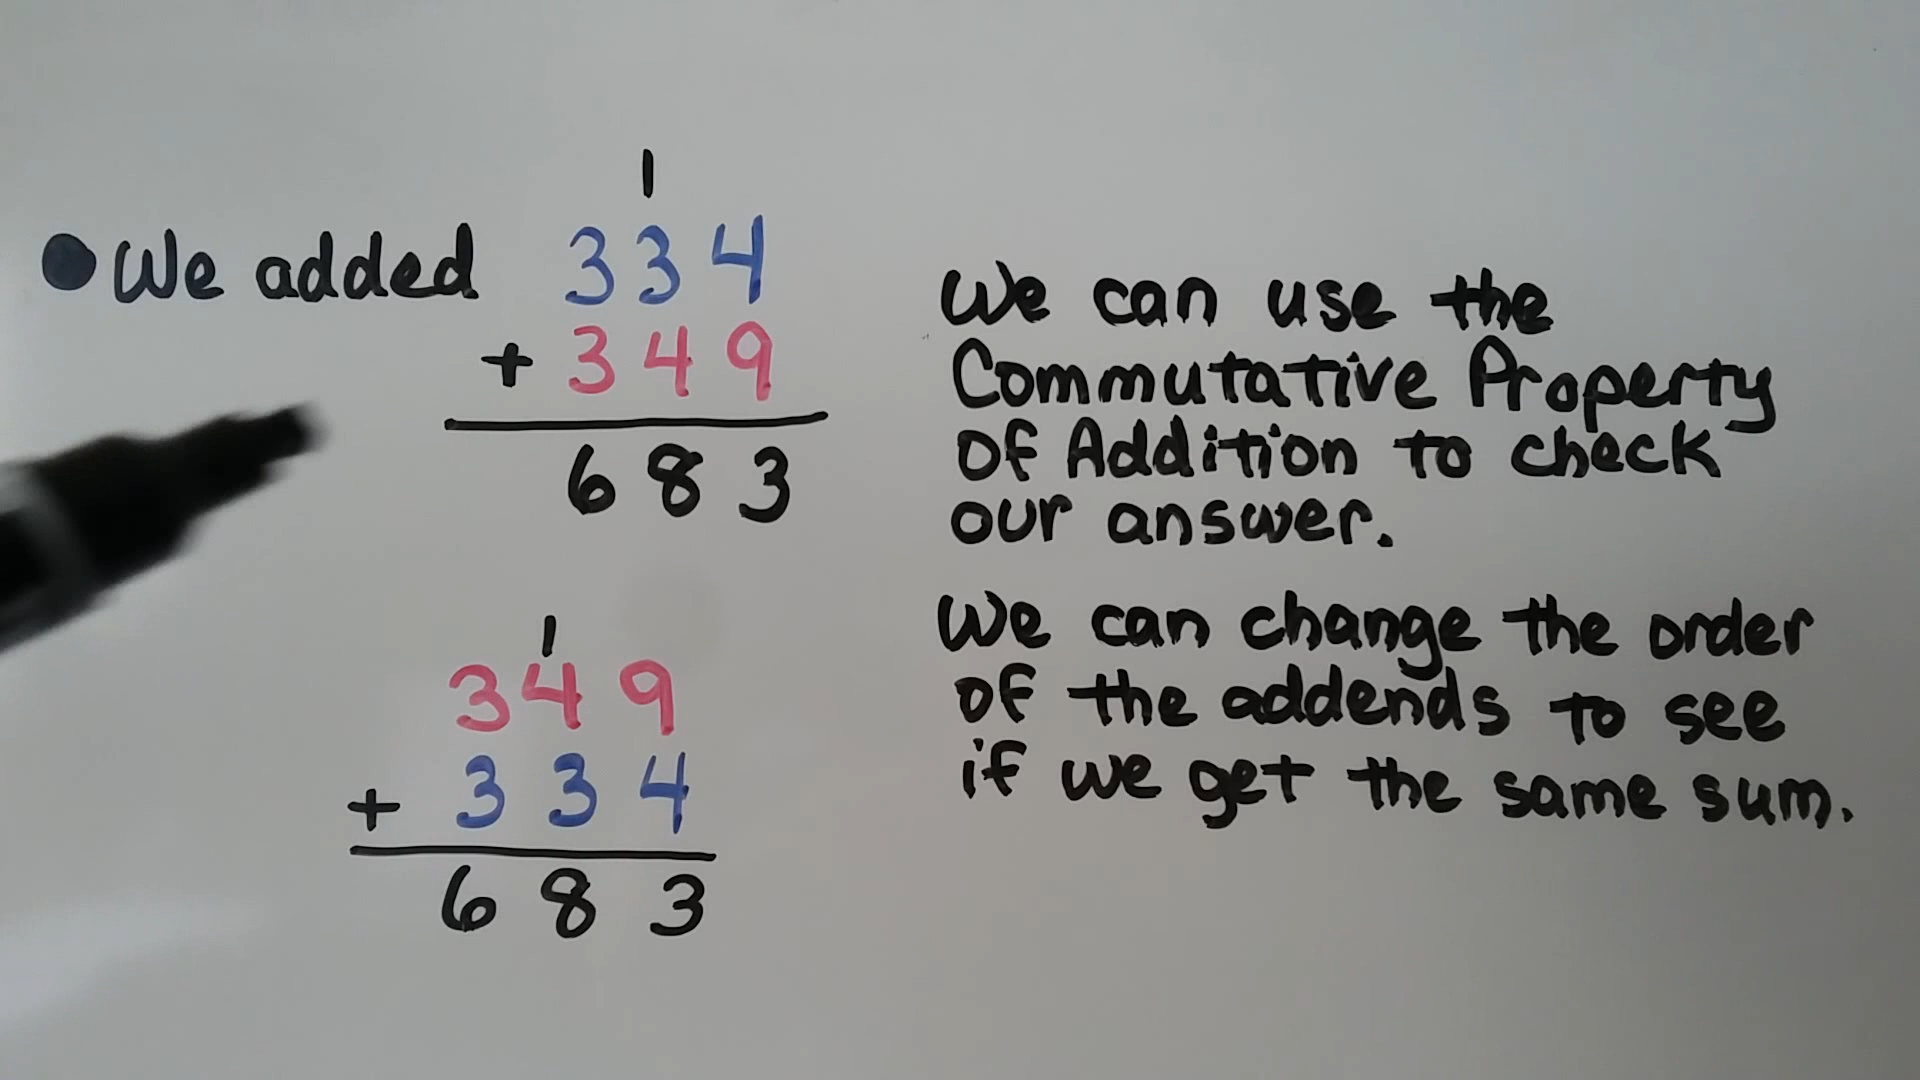 1
● We added 334
+ 349
683
1
349
+ 334
683
We can use the
Commutative Property
Of Addition to check
our answer.
We can change the order
of the addends to see
if we get the same sum.